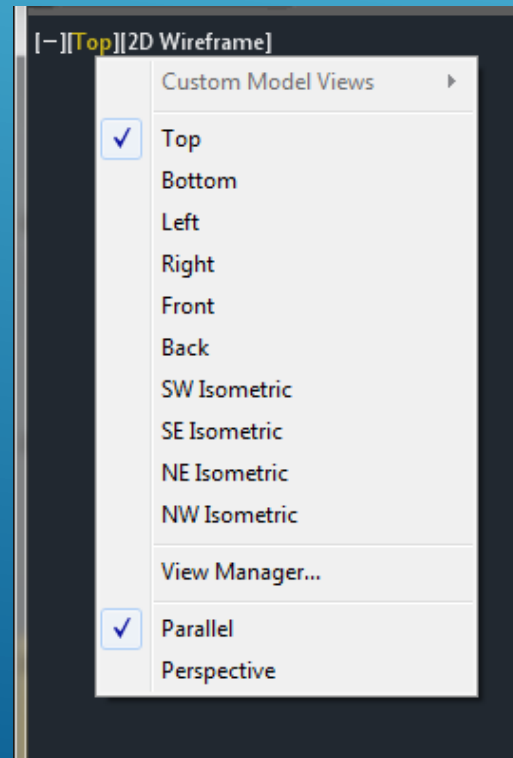 [−][Top][2D Wireframe]
Custom Model Views
Top
Bottom
Left
Right
Front
Back
SW Isometric
SE Isometric
NE Isometric
NW Isometric
View Manager...
Parallel
Perspective